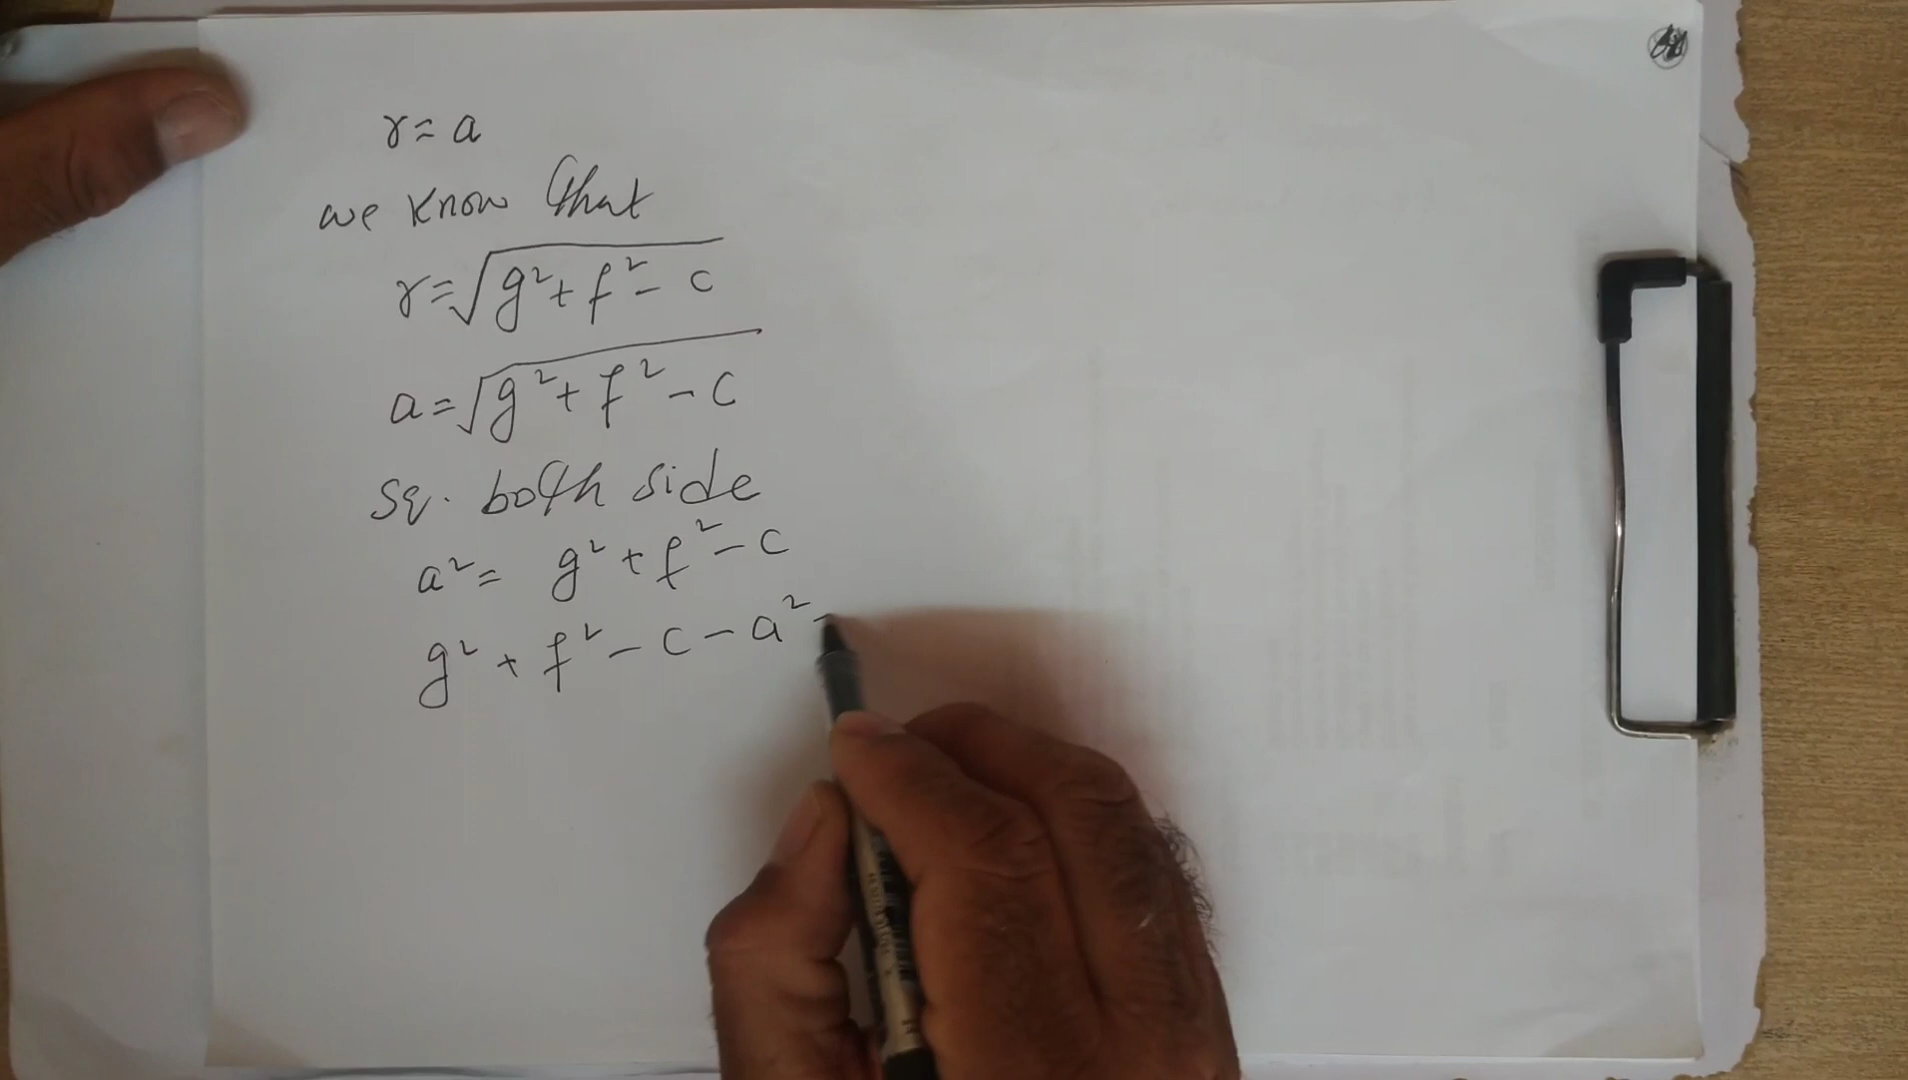 r = a
we know that
r = √g² + f² - c
a = √g² + f² - c
sq. both side
a² = g² + f² - c
g² + f² - c - a²